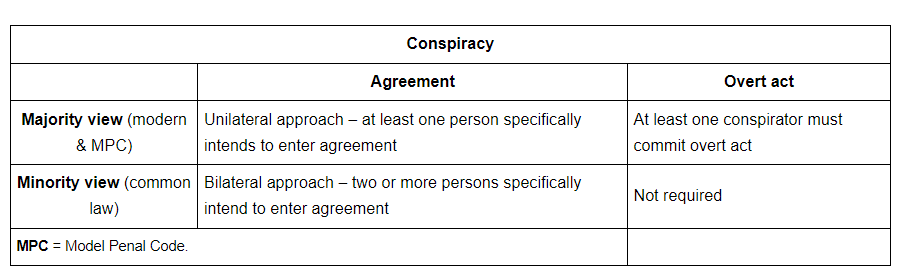 Conspiracy
Agreement
Overt act
Majority view (modern
& MPC)
Unilateral approach – at least one person specifically
intends to enter agreement
At least one conspirator must
commit overt act
Minority view (common
law)
Bilateral approach – two or more persons specifically
intend to enter agreement
Not required
MPC = Model Penal Code.